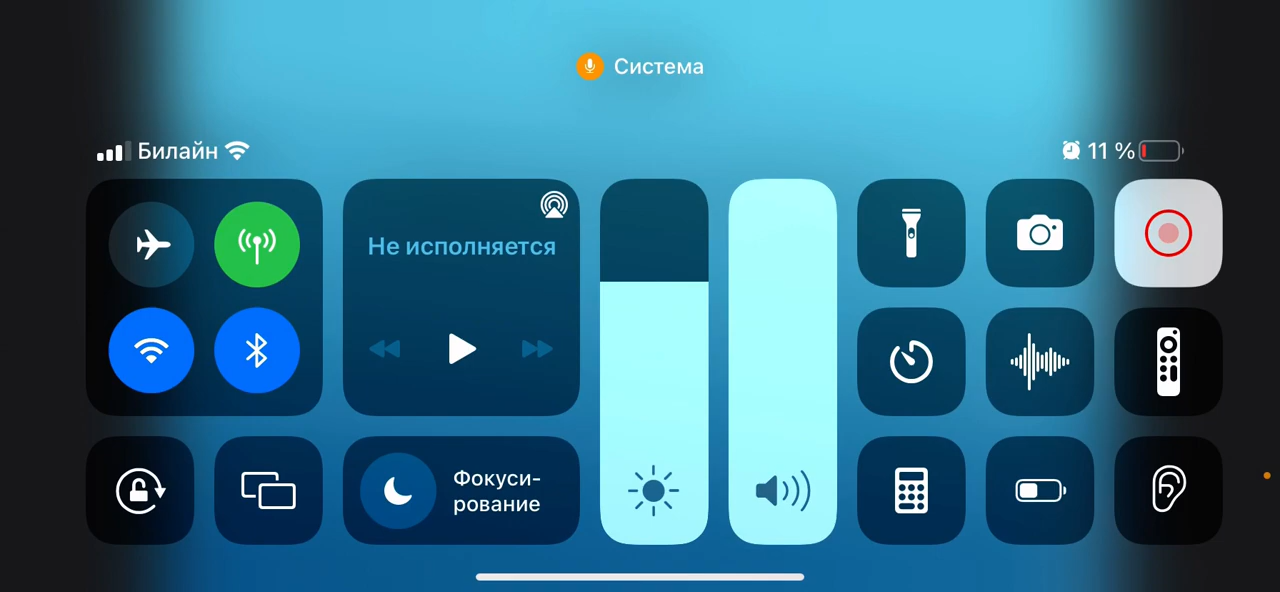 Система
Билайн
11 %
Не исполняется
Фокуси-
рование